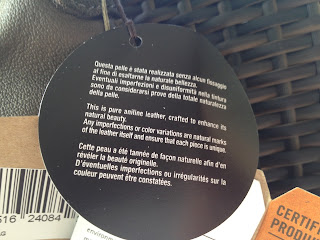 Questa pelle è stata realizzata senza alcun fissaggio
al fine di esaltarne la naturale bellezza.
Eventuali imperfezioni e disuniformità nella tintura
sono da considerarsi prova della totale naturalezza
della pelle.
This is pure aniline leather, crafted to enhance its
natural beauty.
Any imperfections or color variations are natural marks
of the leather itself and ensure that each piece is unique.
Cette peau a été tannée de façon naturelle afin d'en
révéler la beauté originelle.
D'éventuelles imperfections ou irrégularités sur la
couleur peuvent être constatées.
516 24084
environ
CERTIF
PRODU